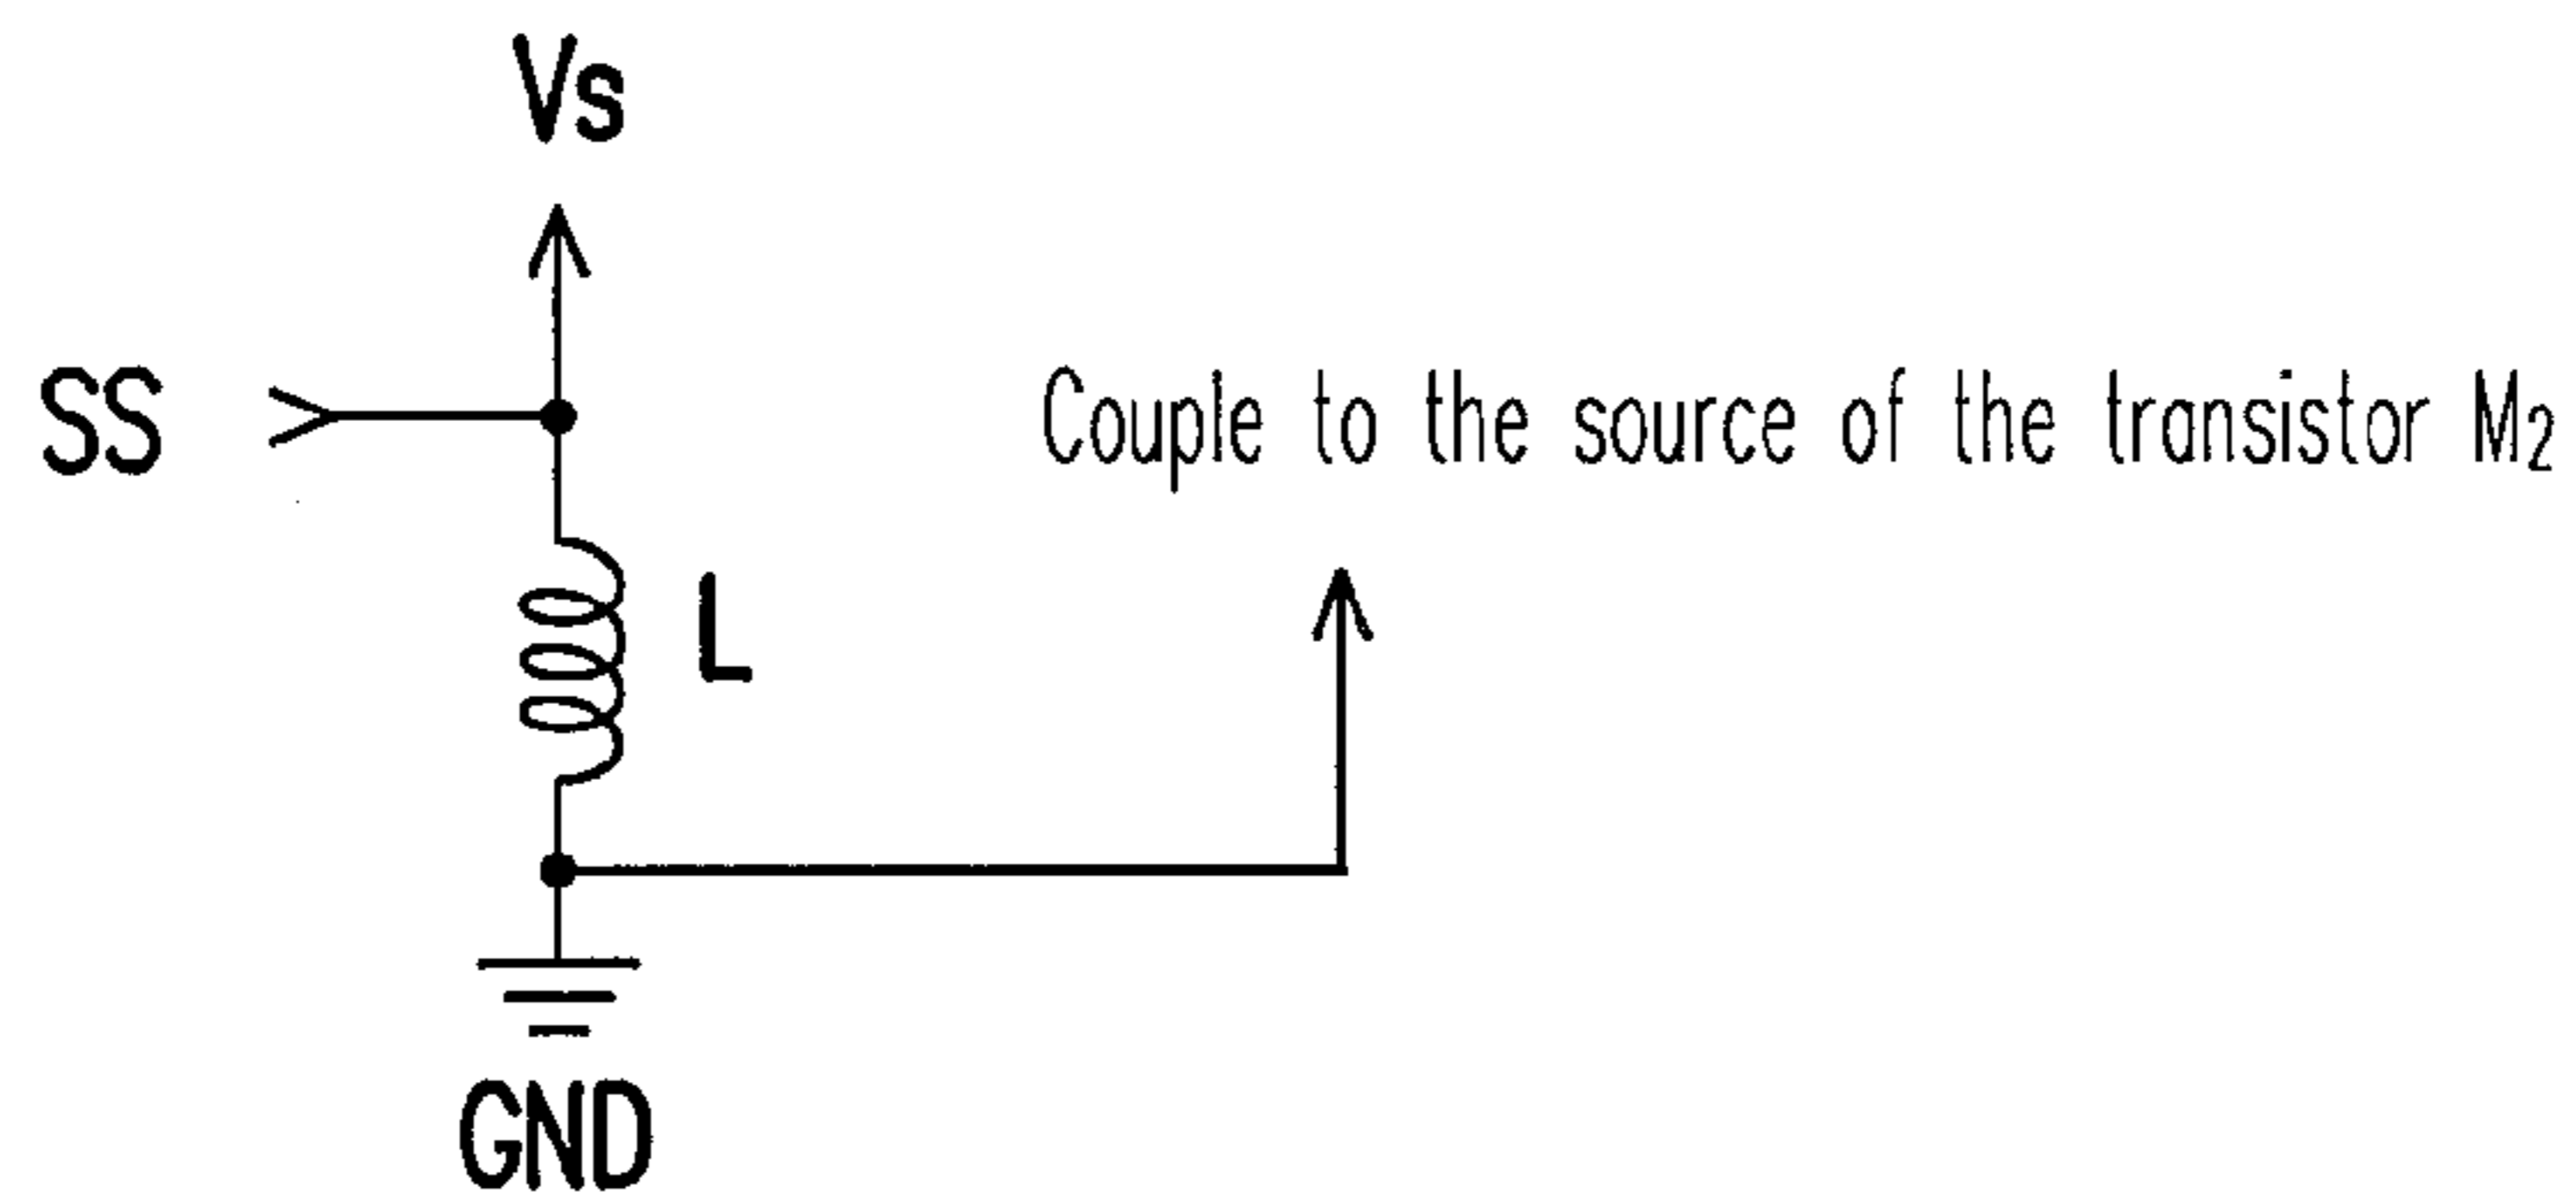 Vs
SS
Couple to the source of the transistor M2
L
GND